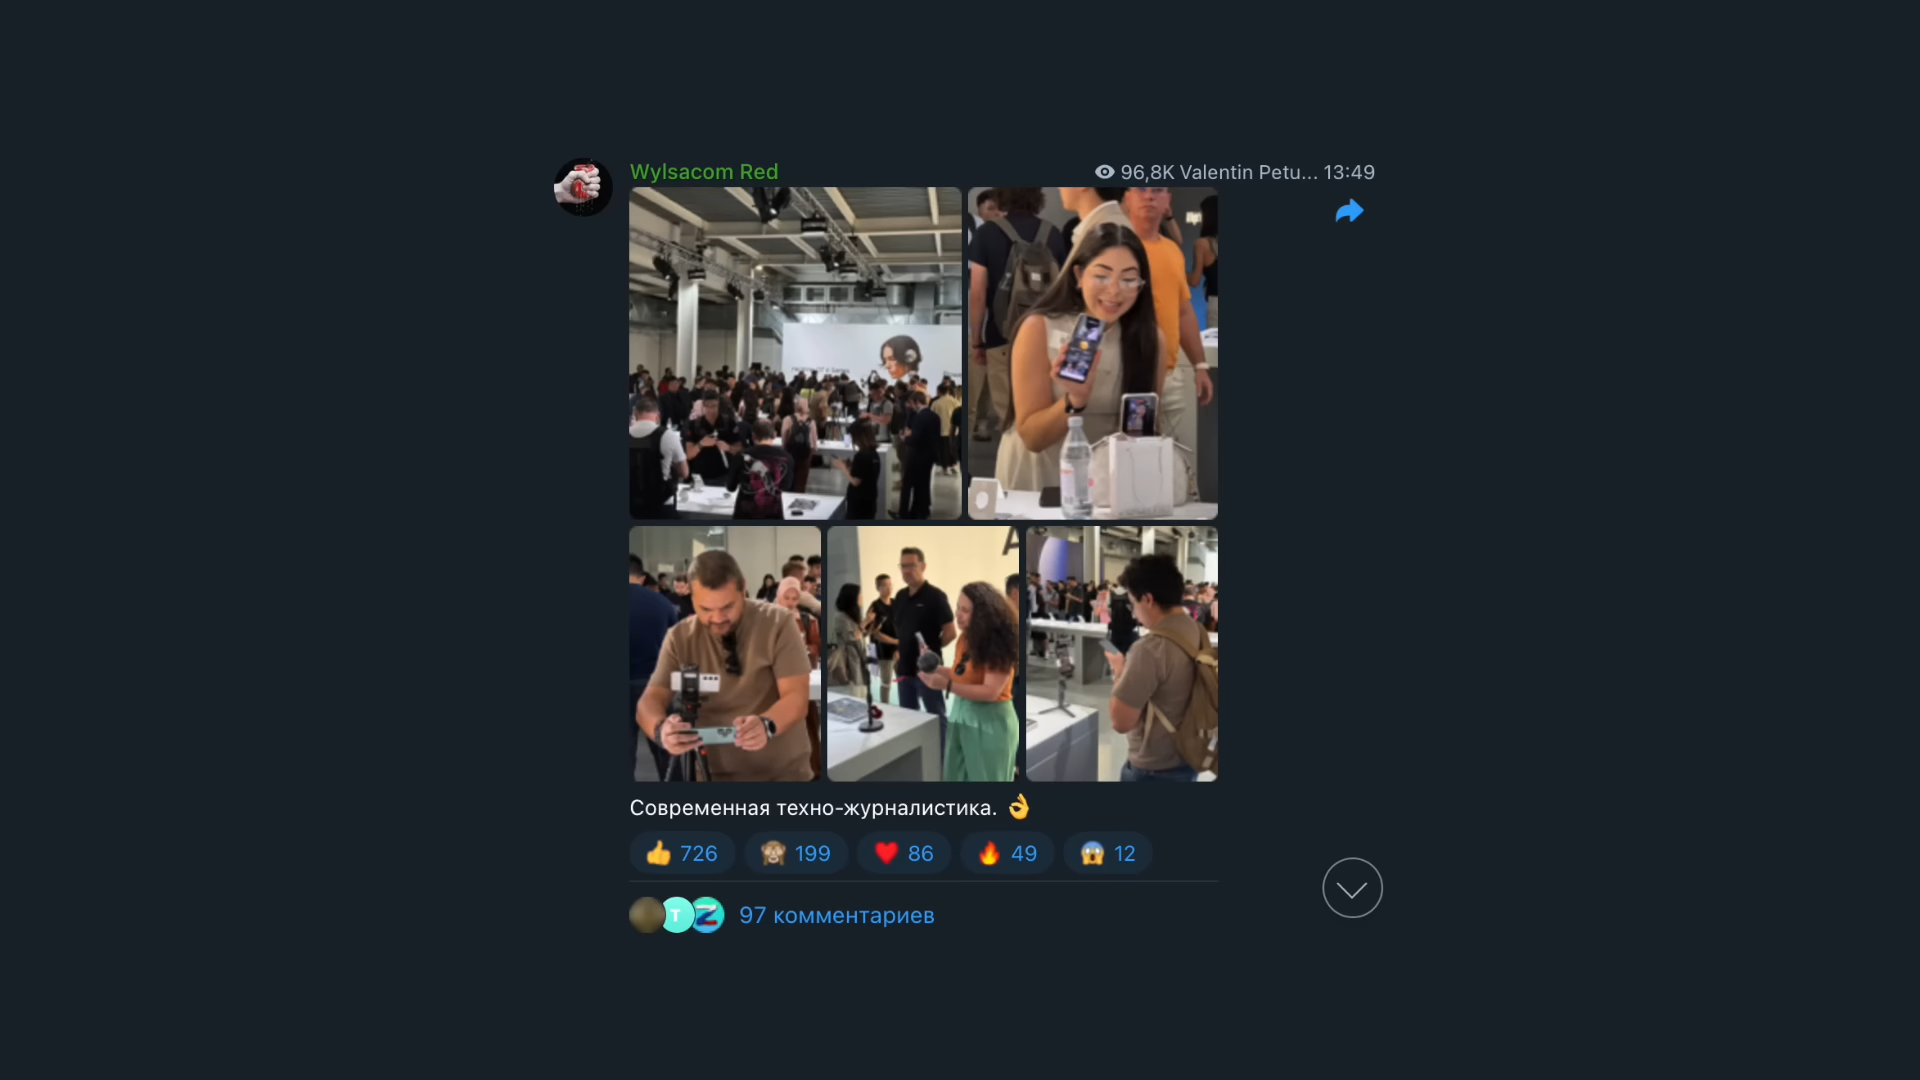 Wylsacom Red
96,8K Valentin Petu... 13:49
Современная техно-журналистика. 👌
👍 726 🙈 199 ❤️ 86 🔥 49 😱 12
T
97 комментариев